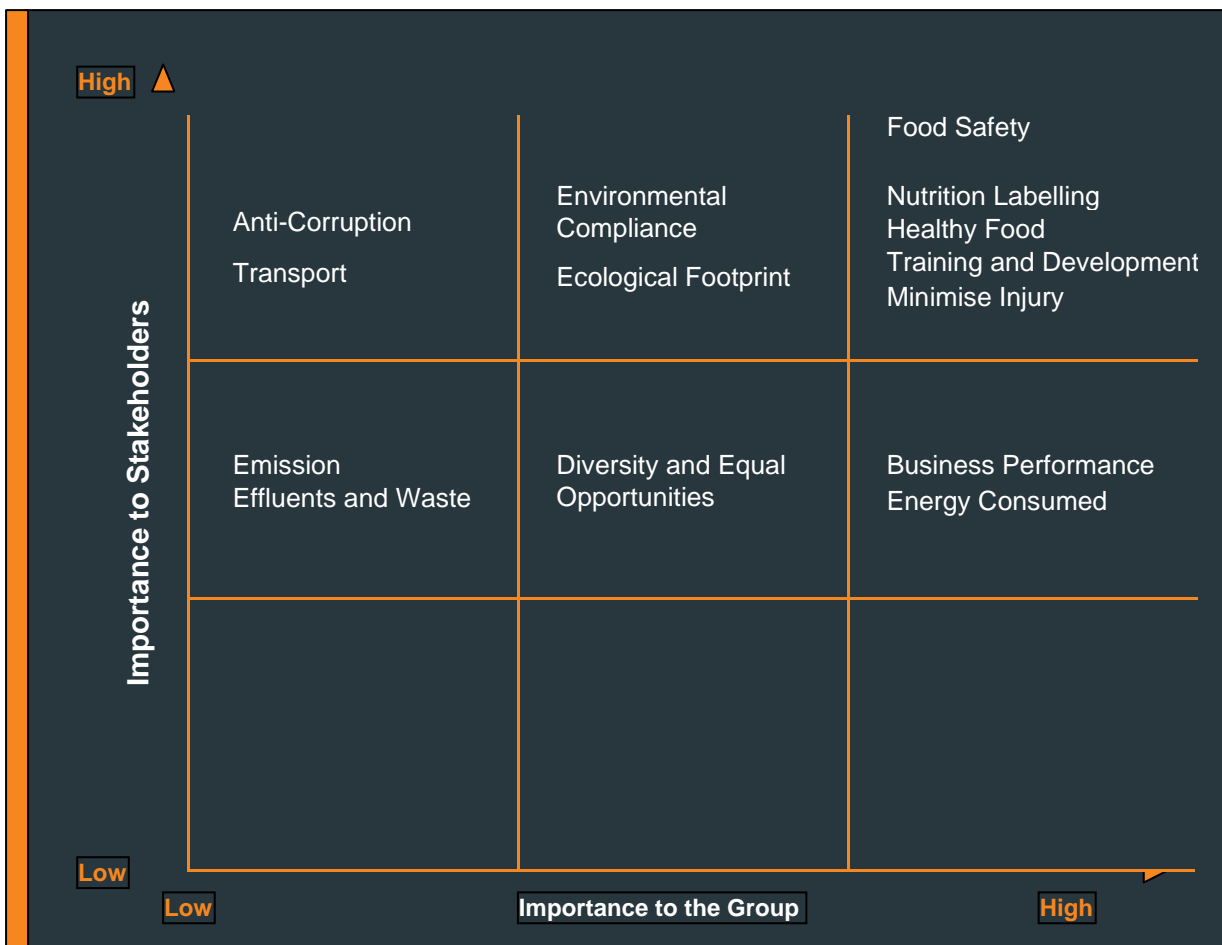 High
Food Safety
Anti-Corruption
Transport
Environmental
Compliance
Ecological Footprint
Nutrition Labelling
Healthy Food
Training and Development
Minimise Injury
Importance to Stakeholders
Emission
Effluents and Waste
Diversity and Equal
Opportunities
Business Performance
Energy Consumed
Low
Low
Importance to the Group
High